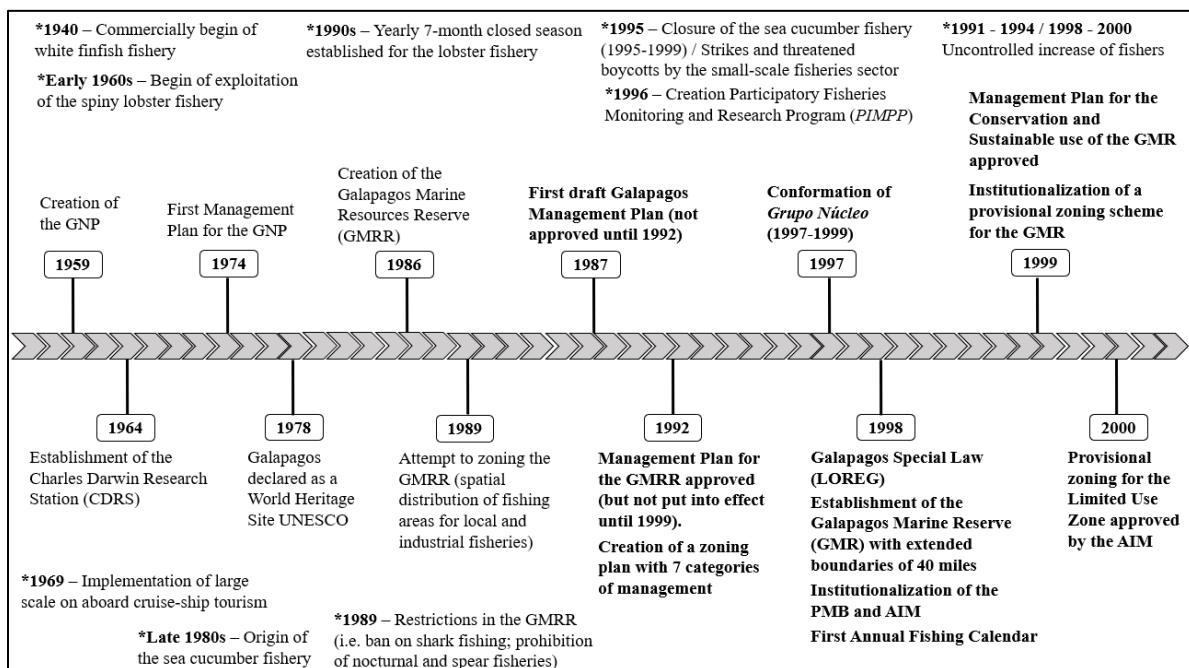 *1940 – Commercially begin of
white finfish fishery
*Early 1960s – Begin of exploitation
of the spiny lobster fishery
*1990s – Yearly 7-month closed season
established for the lobster fishery
*1995 – Closure of the sea cucumber fishery
(1995-1999) / Strikes and threatened
boycotts by the small-scale fisheries sector
*1996 – Creation Participatory Fisheries
Monitoring and Research Program (PIMPP)
*1991 - 1994 / 1998 - 2000
Uncontrolled increase of fishers
Creation of
the GNP
1959
First Management
Plan for the GNP
1974
Creation of the
Galapagos Marine
Resources Reserve
(GMRR)
1986
First draft Galapagos
Management Plan (not
approved until 1992)
1987
Conformation of
Grupo Núcleo
(1997-1999)
1997
Management Plan for the
Conservation and
Sustainable use of the GMR
approved
Institutionalization of a
provisional zoning scheme
for the GMR
1999
1964
Establishment of the
Charles Darwin Research
Station (CDRS)
1978
Galapagos
declared as a
World Heritage
Site UNESCO
1989
Attempt to zoning the
GMRR (spatial
distribution of fishing
areas for local and
industrial fisheries)
1992
Management Plan for
the GMRR approved
(but not put into effect
until 1999).
Creation of a zoning
plan with 7 categories
of management
1998
Galapagos Special Law
(LOREG)
Establishment of the
Galapagos Marine Reserve
(GMR) with extended
boundaries of 40 miles
Institutionalization of the
PMB and AIM
First Annual Fishing Calendar
2000
Provisional
zoning for the
Limited Use
Zone approved
by the AIM
*1969 – Implementation of large
scale on aboard cruise-ship tourism
*Late 1980s – Origin of
the sea cucumber fishery
*1989 – Restrictions in the GMRR
(i.e. ban on shark fishing; prohibition
of nocturnal and spear fisheries)